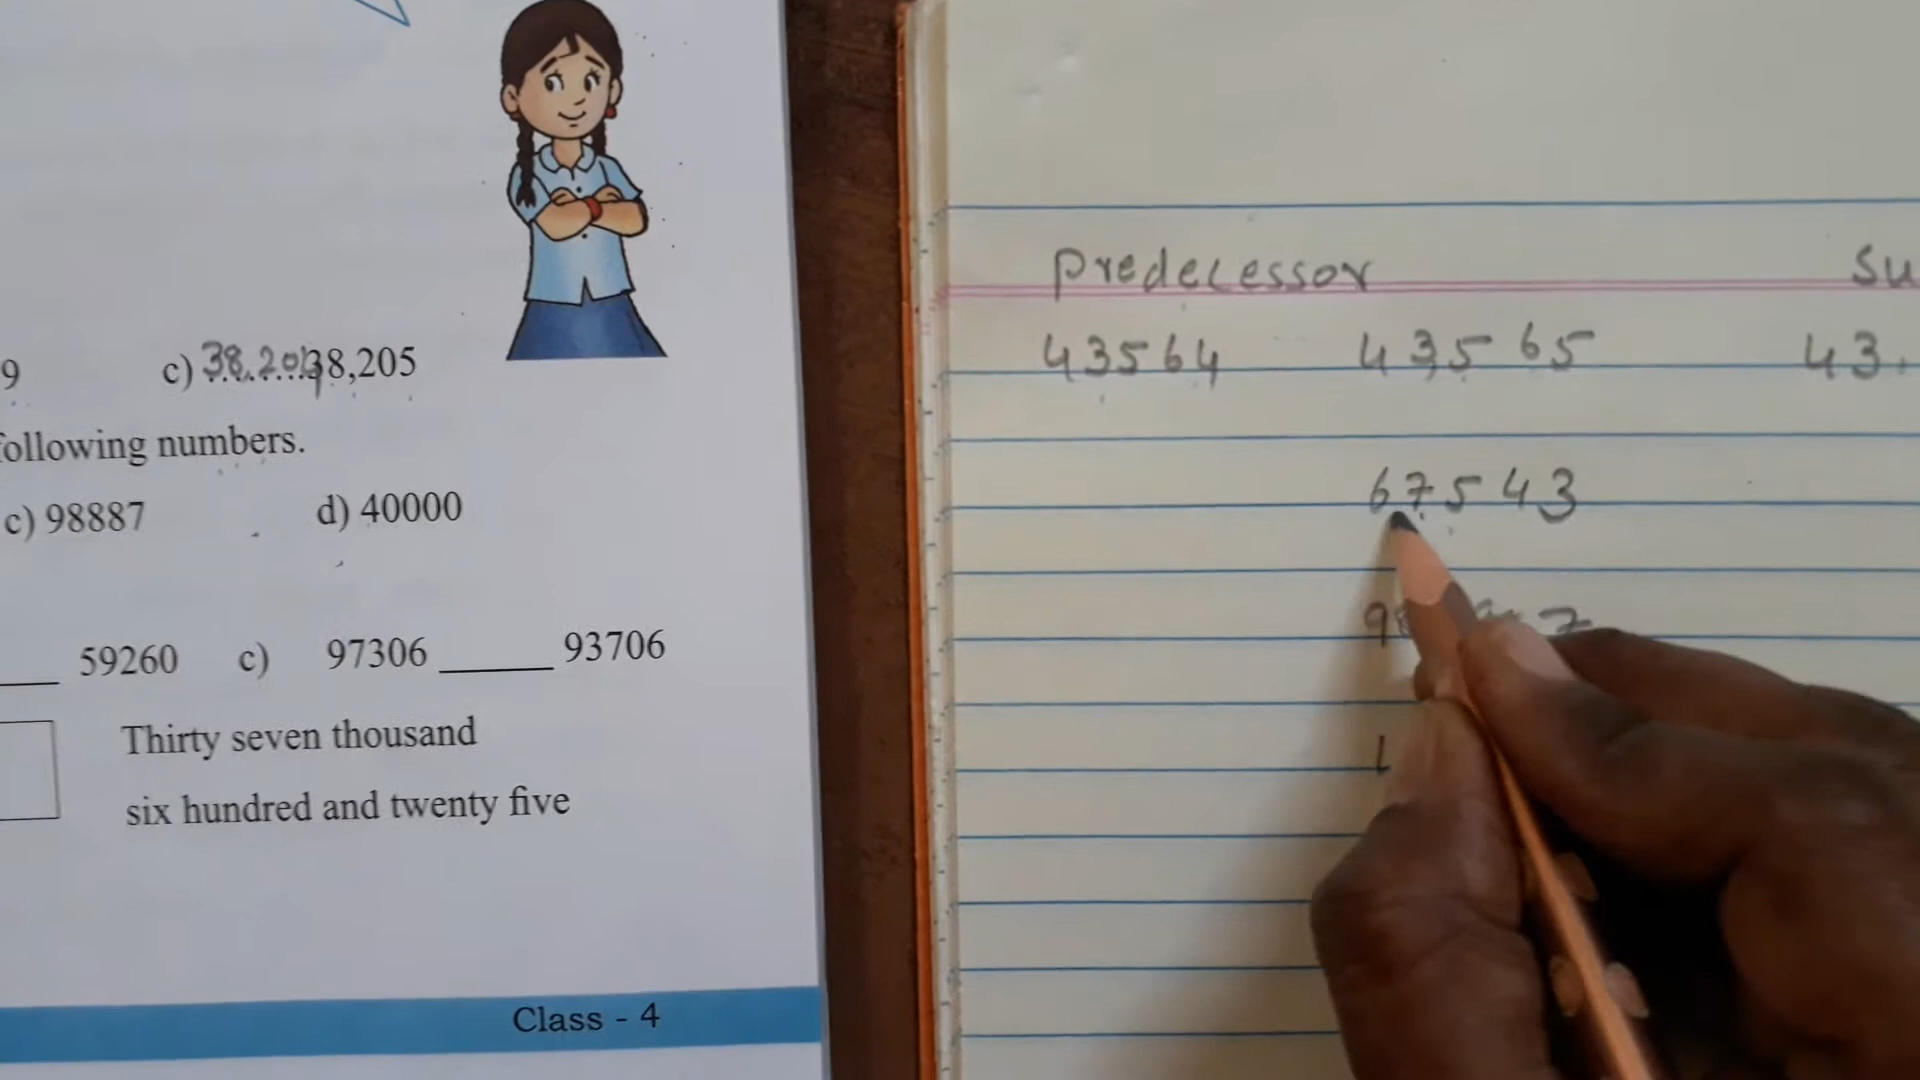 9 c) 38,204 38,205
following numbers.
c) 98887 d) 40000
59260 c) 97306 ______ 93706
Thirty seven thousand
six hundred and twenty five
Class - 4
Predecessor Su
43564 43565 43
67543